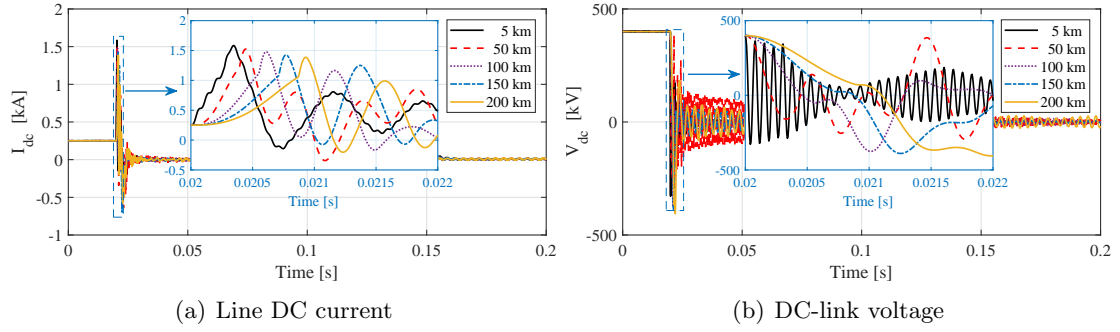 2
1.5
1
0.5
0
-0.5
-1
I_dc [kA]
0
0.05
0.1
0.15
0.2
Time [s]
1.5
1.0
0.5
0
-0.5
0.02
0.0205
0.021
0.0215
0.022
Time [s]
5 km
50 km
100 km
150 km
200 km
(a) Line DC current
500
0
-500
V_dc [kV]
0
0.05
0.1
0.15
0.2
Time [s]
500
0
-500
0.02
0.0205
0.021
0.0215
0.022
Time [s]
5 km
50 km
100 km
150 km
200 km
(b) DC-link voltage